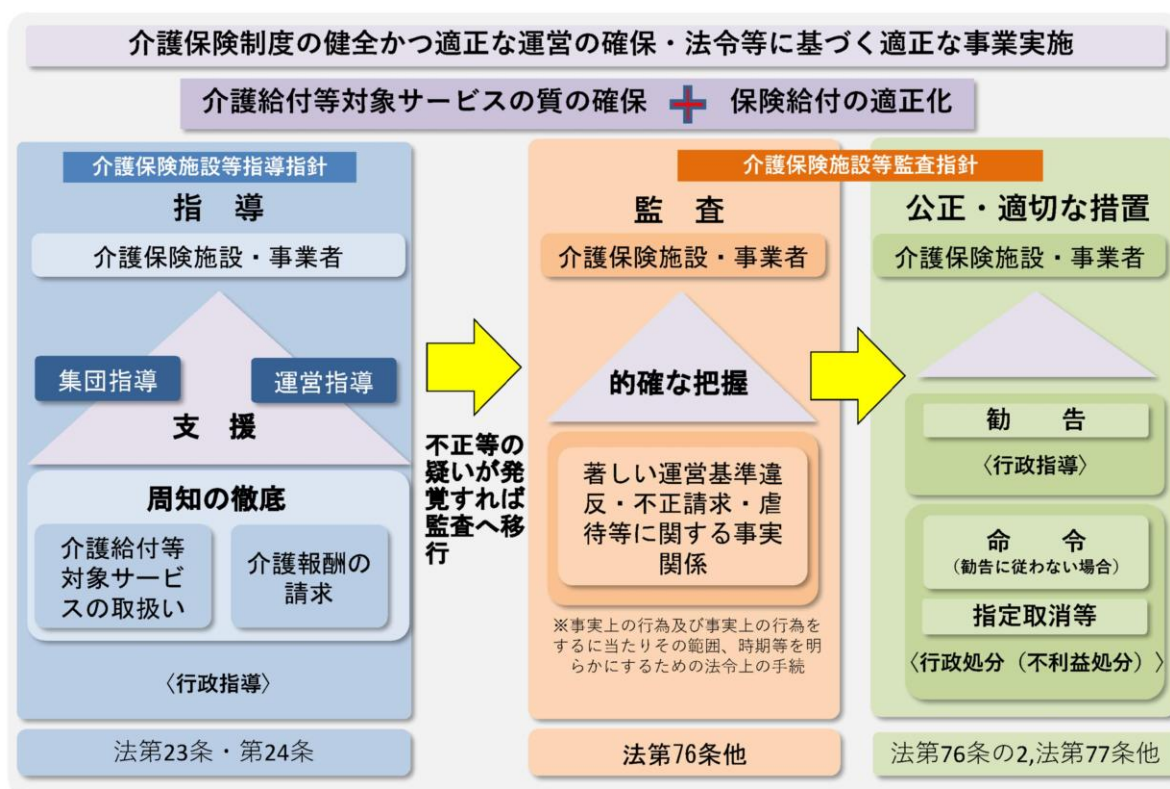 介護保険制度の健全かつ適正な運営の確保・法令等に基づく適正な事業実施
介護給付等対象サービスの質の確保
保険給付の適正化
介護保険施設等指導指針
指 導
介護保険施設・事業者
集団指導
運営指導
支 援
周知の徹底
介護給付等
対象サービ
スの取扱い
介護報酬の
請求
〈行政指導〉
法第23条・第24条
不正等の
疑いが発
覚すれば
監査へ移
行
介護保険施設等監査指針
監 査
介護保険施設・事業者
的確な把握
著しい運営基準違
反・不正請求・虐
待等に関する事実
関係
※事実上の行為及び事実上の行為を
するに当たりその範囲、時期等を明
らかにするための法令上の手続
法第76条他
公正・適切な措置
介護保険施設・事業者
勧 告
〈行政指導〉
命 令
(勧告に従わない場合)
指定取消等
〈行政処分（不利益処分）〉
法第76条の2,法第77条他